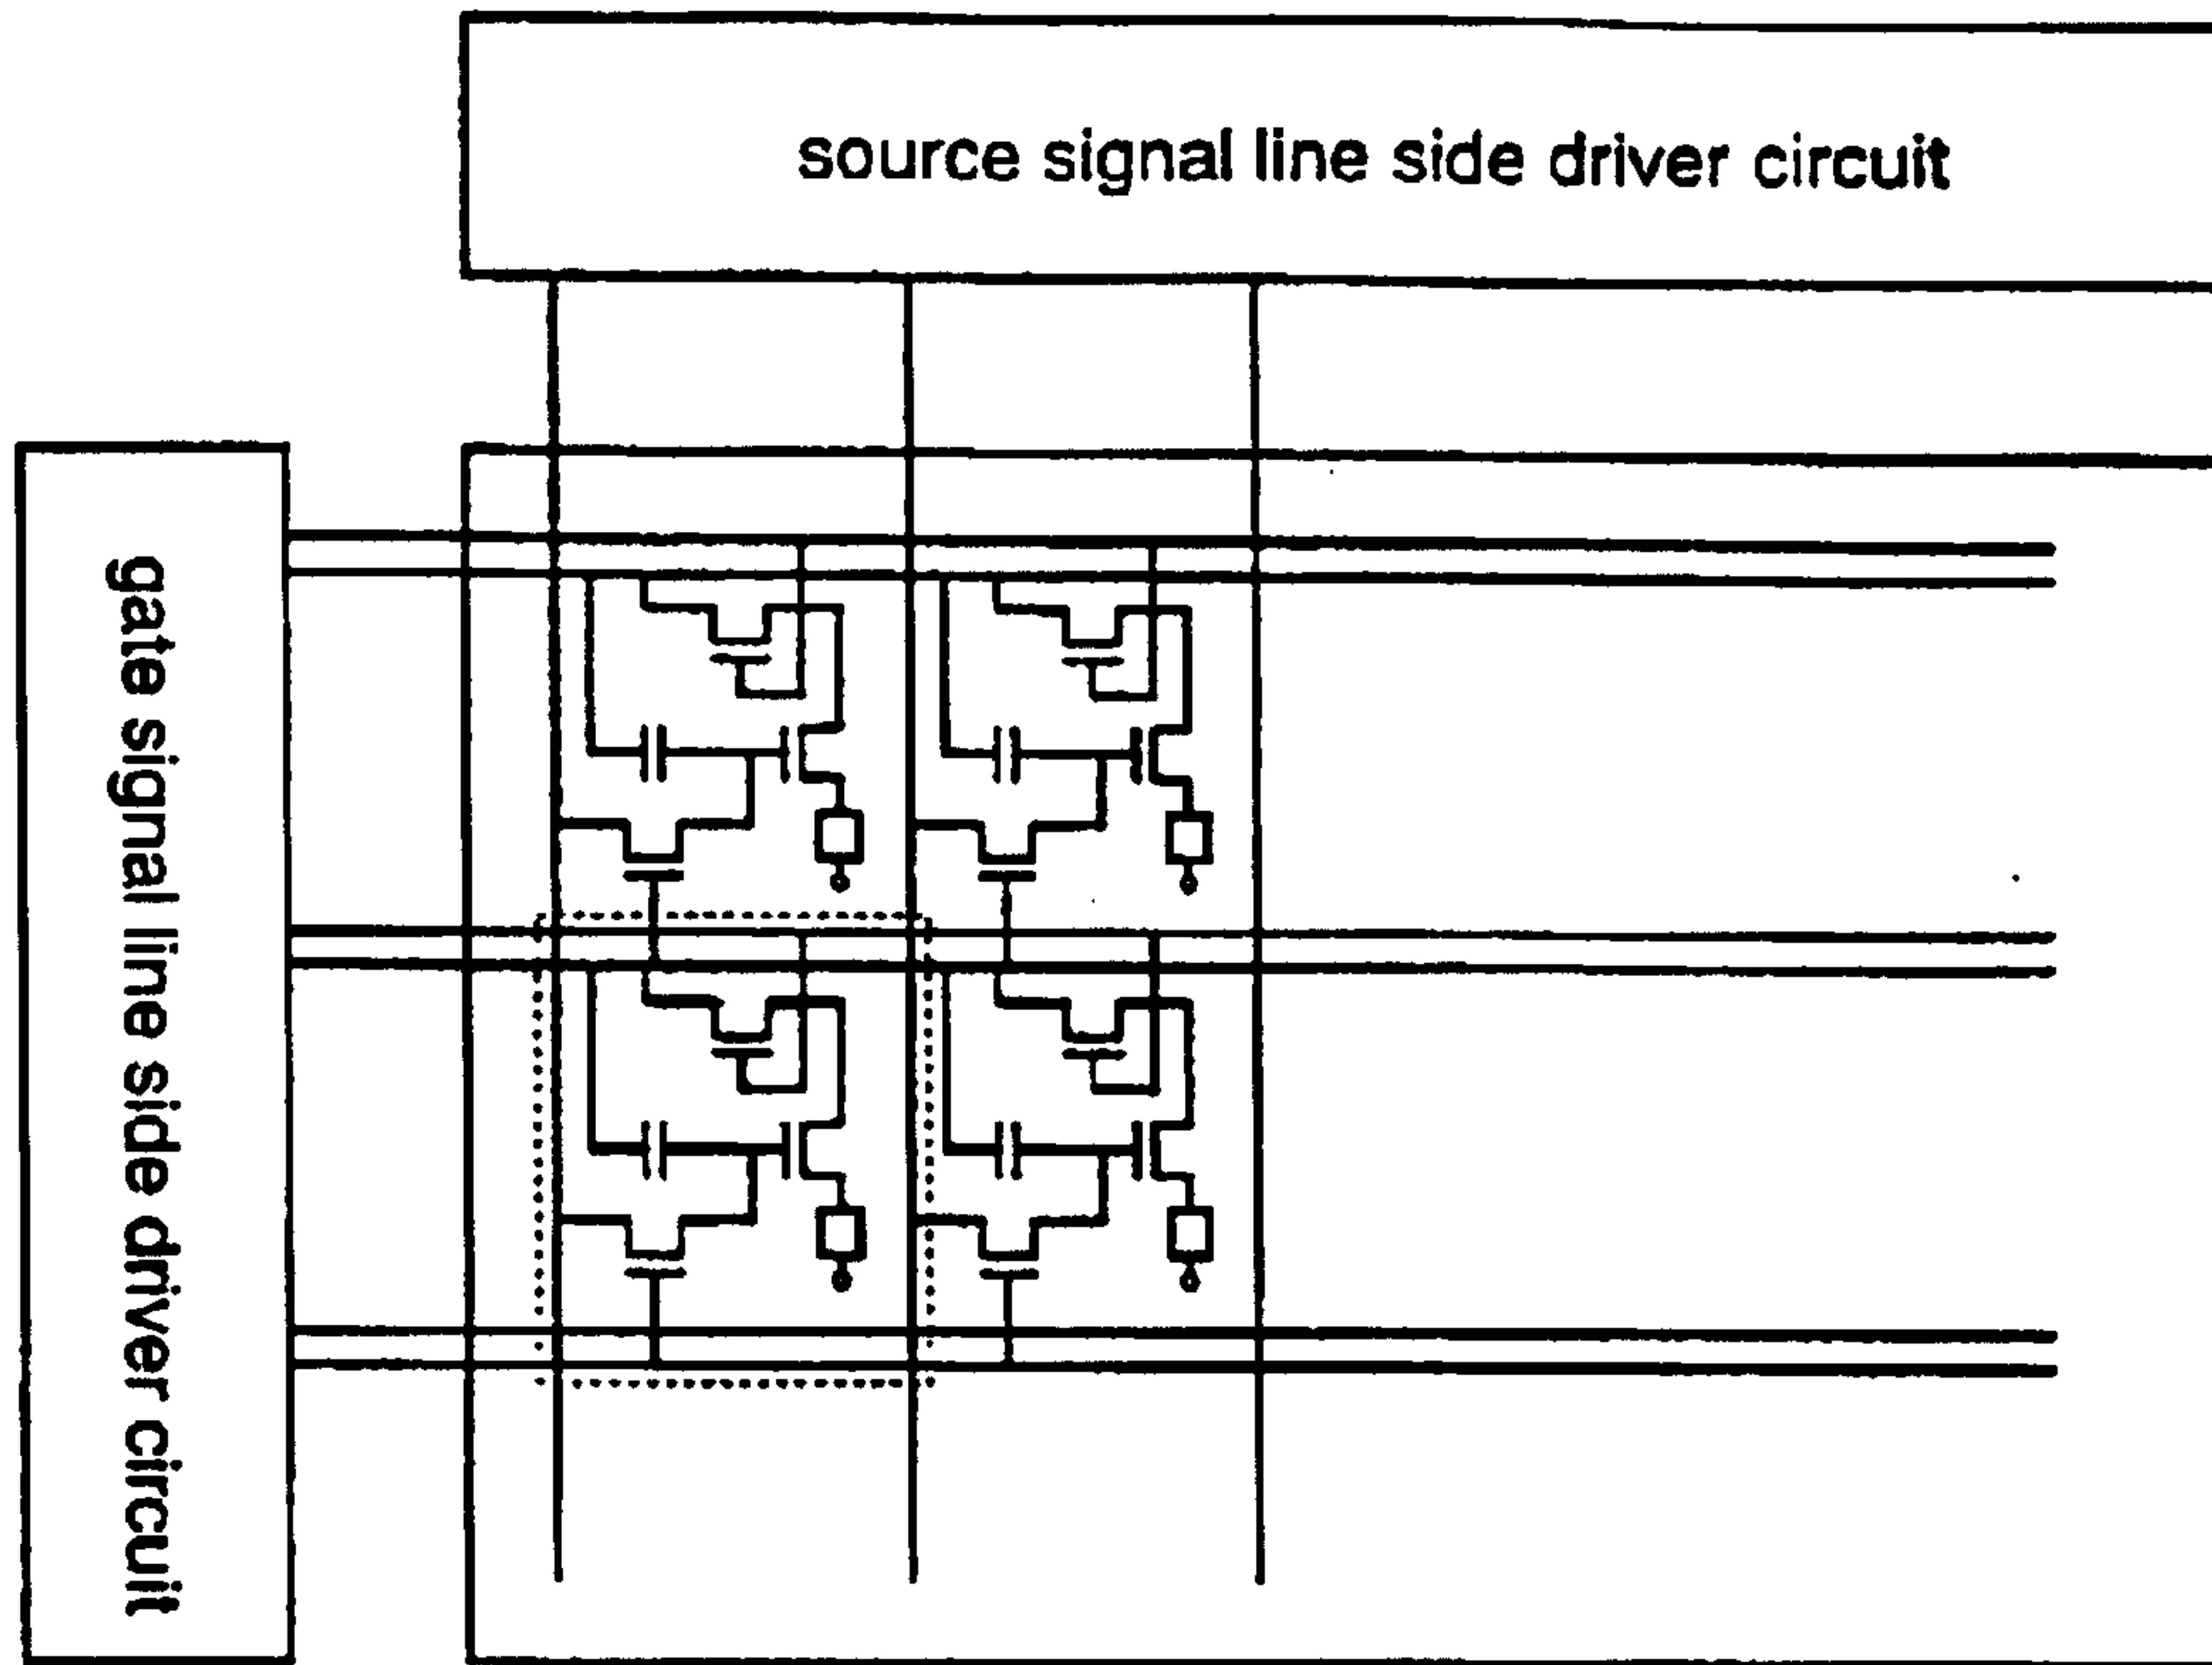 source signal line side driver circuit
gate signal line side driver circuit